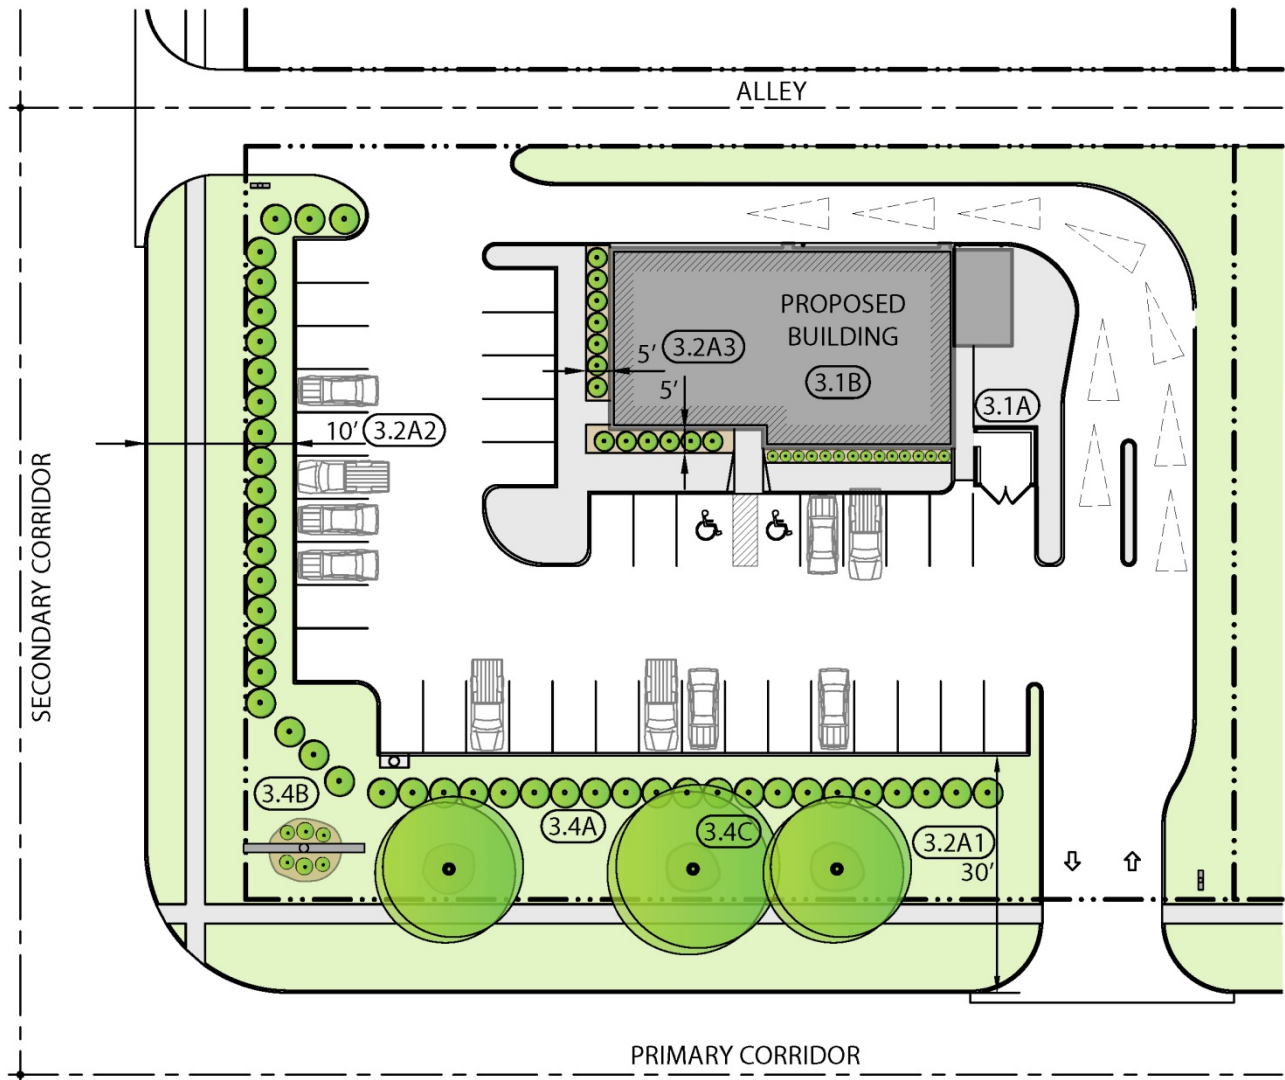 ALLEY
PROPOSED
BUILDING
3.1B
5' 3.2A3
5'
3.1A
10' 3.2A2
SECONDARY CORRIDOR
3.4B
3.4A
3.4C
3.2A1
30'
PRIMARY CORRIDOR